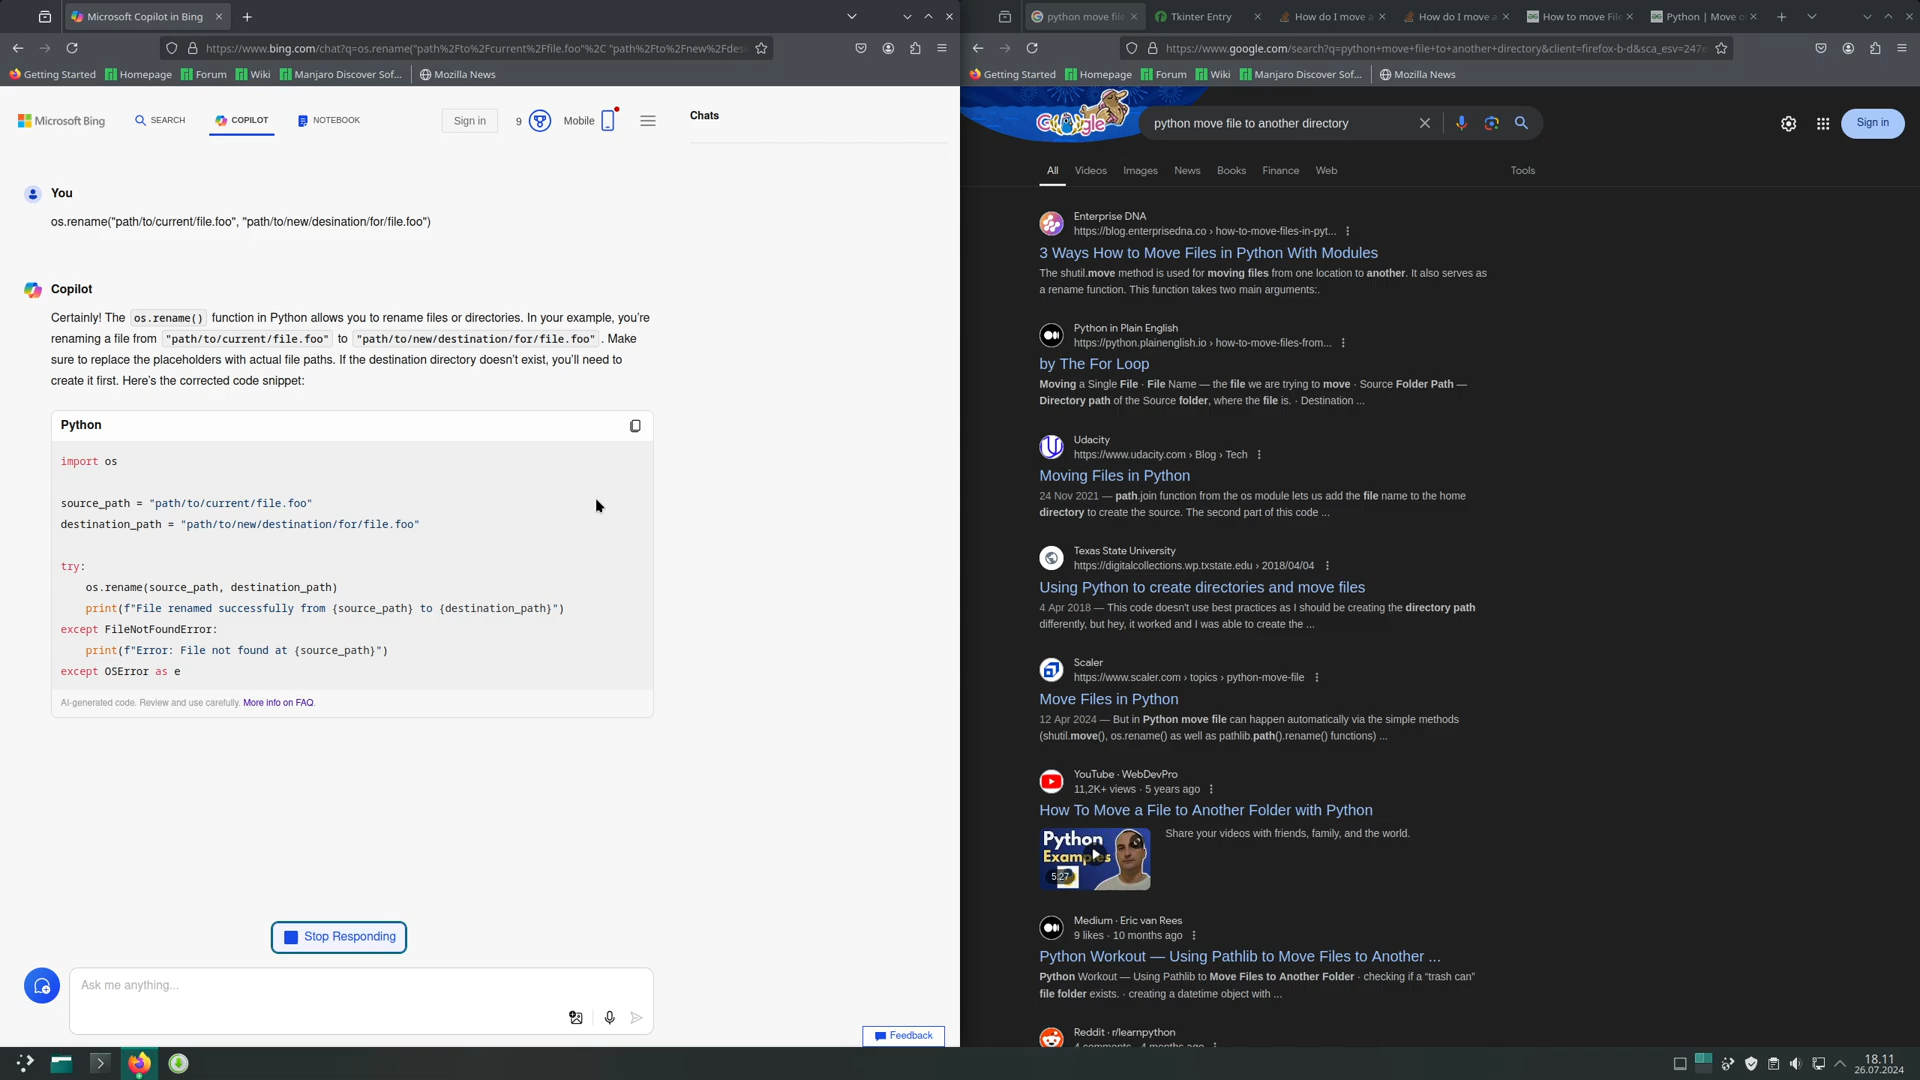 Microsoft Copilot in Bing
https://www.bing.com/chat?q=os.rename("path%2Fto%2Fcurrent%2Ffile.foo"%2C "path%2Fto%2Fnew%2Fdesi
Getting Started
Homepage
Forum
Wiki
Manjaro Discover Sof...
Mozilla News
Microsoft Bing
SEARCH
COPILOT
NOTEBOOK
Sign in
9
Mobile
Chats
You
os.rename("path/to/current/file.foo", "path/to/new/desination/for/file.foo")
Copilot
Certainly! The os.rename() function in Python allows you to rename files or directories. In your example, you're
renaming a file from "path/to/current/file.foo" to "path/to/new/destination/for/file.foo" . Make
sure to replace the placeholders with actual file paths. If the destination directory doesn't exist, you'll need to
create it first. Here's the corrected code snippet:
Python
import os
source_path = "path/to/current/file.foo"
destination_path = "path/to/new/destination/for/file.foo"
try:
os.rename(source_path, destination_path)
print(f"File renamed successfully from {source_path} to {destination_path}")
except FileNotFoundError:
print(f"Error: File not found at {source_path}")
except OSError as e
AI-generated code. Review and use carefully. More info on FAQ.
Stop Responding
Ask me anything...
Feedback
python move file
Tkinter Entry
How do I move a
How do I move a
How to move File
Python | Move o
https://www.google.com/search?q=python+move+file+to+another+directory&client=firefox-b-d&sca_esv=247
Getting Started
Homepage
Forum
Wiki
Manjaro Discover Sof...
Mozilla News
Google
python move file to another directory
Sign in
All
Videos
Images
News
Books
Finance
Web
Tools
Enterprise DNA
https://blog.enterprisedna.co › how-to-move-files-in-pyt...
3 Ways How to Move Files in Python With Modules
The shutil.move method is used for moving files from one location to another. It also serves as
a rename function. This function takes two main arguments:.
Python in Plain English
https://python.plainenglish.io › how-to-move-files-from...
by The For Loop
Moving a Single File · File Name — the file we are trying to move · Source Folder Path —
Directory path of the Source folder, where the file is. · Destination ...
Udacity
https://www.udacity.com › Blog › Tech
Moving Files in Python
24 Nov 2021 — path.join function from the os module lets us add the file name to the home
directory to create the source. The second part of this code ...
Texas State University
https://digitalcollections.wp.txstate.edu › 2018/04/04
Using Python to create directories and move files
4 Apr 2018 — This code doesn't use best practices as I should be creating the directory path
differently, but hey, it worked and I was able to create the ...
Scaler
https://www.scaler.com › topics › python-move-file
Move Files in Python
12 Apr 2024 — But in Python move file can happen automatically via the simple methods
(shutil.move(), os.rename() as well as pathlib.path().rename() functions) ...
YouTube · WebDevPro
11,2K+ views · 5 years ago
How To Move a File to Another Folder with Python
Python
Examples
5:27
Share your videos with friends, family, and the world.
Medium · Eric van Rees
9 likes · 10 months ago
Python Workout — Using Pathlib to Move Files to Another ...
Python Workout — Using Pathlib to Move Files to Another Folder · checking if a “trash can”
file folder exists. · creating a datetime object with ...
Reddit · r/learnpython
4 comments · 4 months ago
18.11
26.07.2024